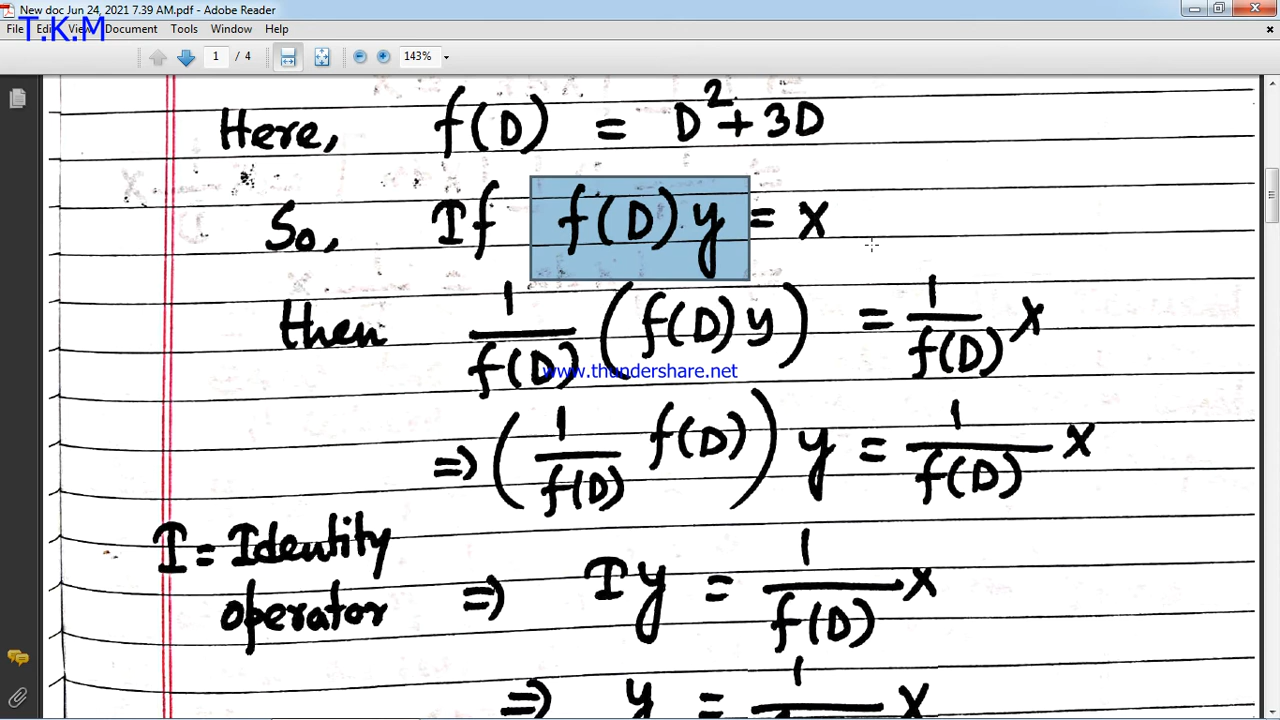 New doc Jun 24, 2021 7.39 AM.pdf - Adobe Reader
T.K.M
File Edit View Document Tools Window Help
1 / 4 143%
Here, f(D) = D²+3D
So, If f(D)y = X
then 1/f(D) (f(D)y) = 1/f(D) X
www.thundershare.net
=> (1/f(D) f(D)) y = 1/f(D) X
I = Identity
operator => Iy = 1/f(D) X
=> y = 1 X